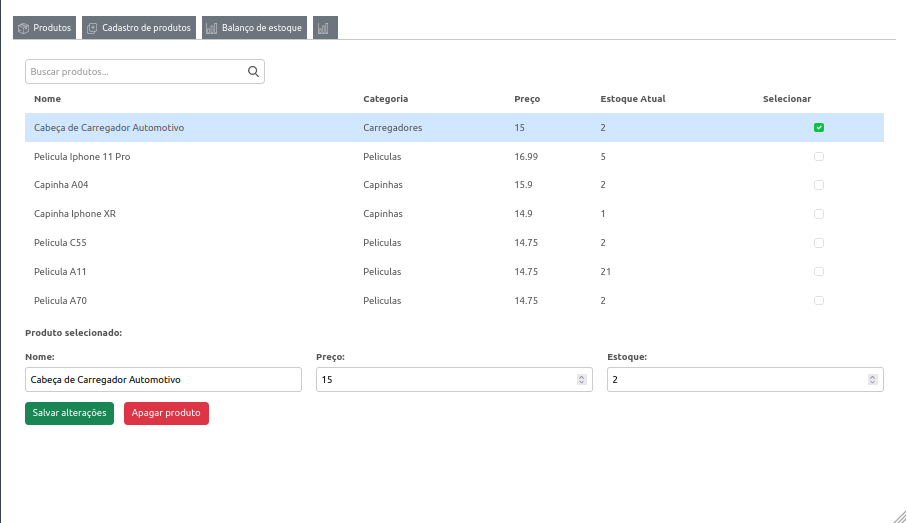 Produtos Cadastro de produtos Balanço de estoque
Buscar produtos...
Nome Categoria Preço Estoque Atual Selecionar
Cabeça de Carregador Automotivo Carregadores 15 2
Pelicula Iphone 11 Pro Peliculas 16.99 5
Capinha A04 Capinhas 15.9 2
Capinha Iphone XR Capinhas 14.9 1
Pelicula C55 Peliculas 14.75 2
Pelicula A11 Peliculas 14.75 21
Pelicula A70 Peliculas 14.75 2
Produto selecionado:
Nome: Preço: Estoque:
Cabeça de Carregador Automotivo 15 2
Salvar alterações Apagar produto